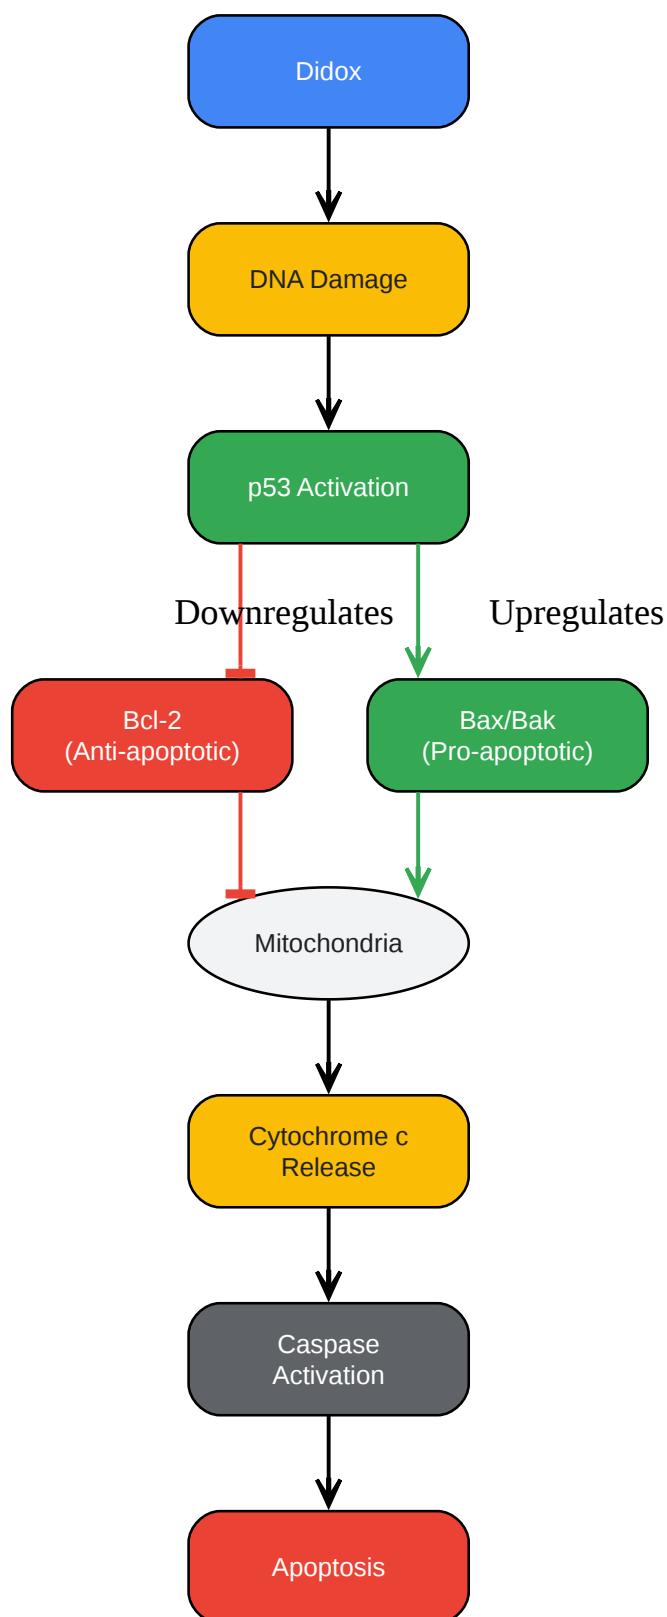 Didox
DNA Damage
p53 Activation
Downregulates
Upregulates
Bcl-2
(Anti-apoptotic)
Bax/Bak
(Pro-apoptotic)
Mitochondria
Cytochrome c
Release
Caspase
Activation
Apoptosis